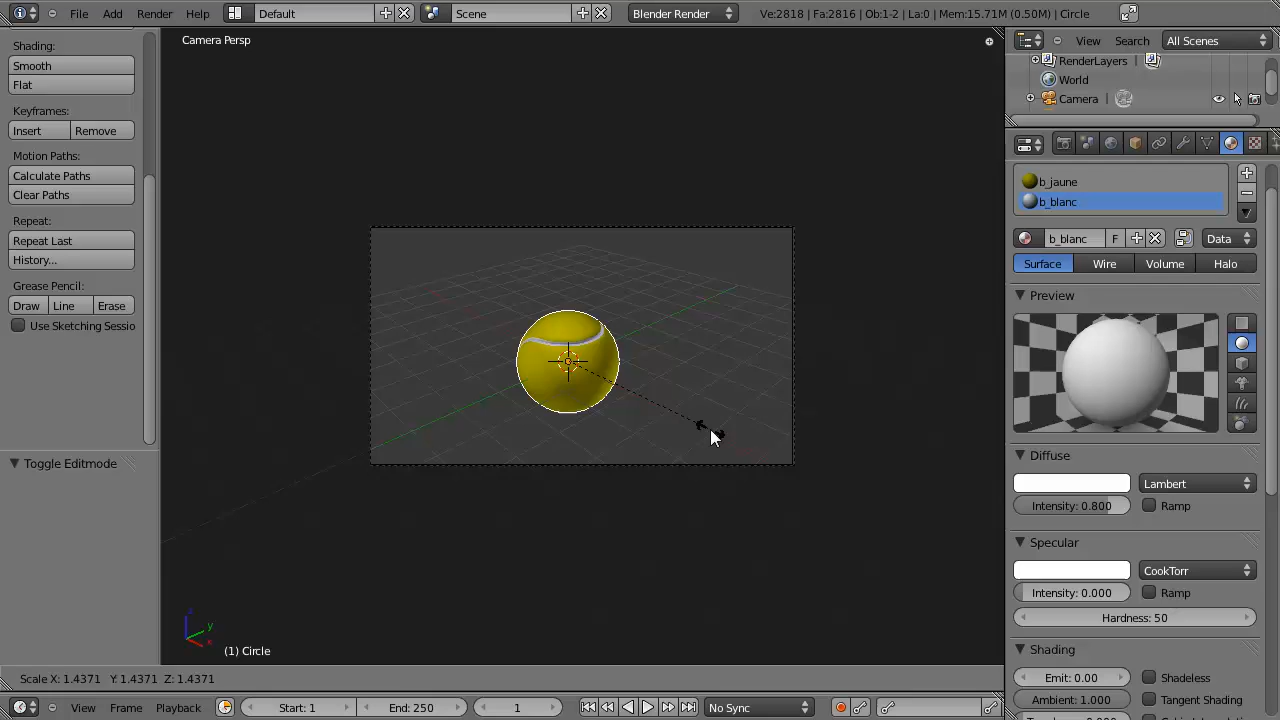 File Add Render Help Default Scene Blender Render Ve:2818 | Fa:2816 | Ob:1-2 | La:0 | Mem:15.71M (0.50M) | Circle
Shading:
Smooth
Flat
Keyframes:
Insert Remove
Motion Paths:
Calculate Paths
Clear Paths
Repeat:
Repeat Last
History...
Grease Pencil:
Draw Line Erase
Use Sketching Sessio
Toggle Editmode
Camera Persp
z
y
x
(1) Circle
Scale X: 1.4371 Y: 1.4371 Z: 1.4371
View Search All Scenes
RenderLayers |
World
Camera |
b_jaune
b_blanc
b_blanc F Data
Surface Wire Volume Halo
Preview
Diffuse
Lambert
Intensity: 0.800 Ramp
Specular
CookTorr
Intensity: 0.000 Ramp
Hardness: 50
Shading
Emit: 0.00 Shadeless
Ambient: 1.000 Tangent Shading
View Frame Playback Start: 1 End: 250 1 No Sync